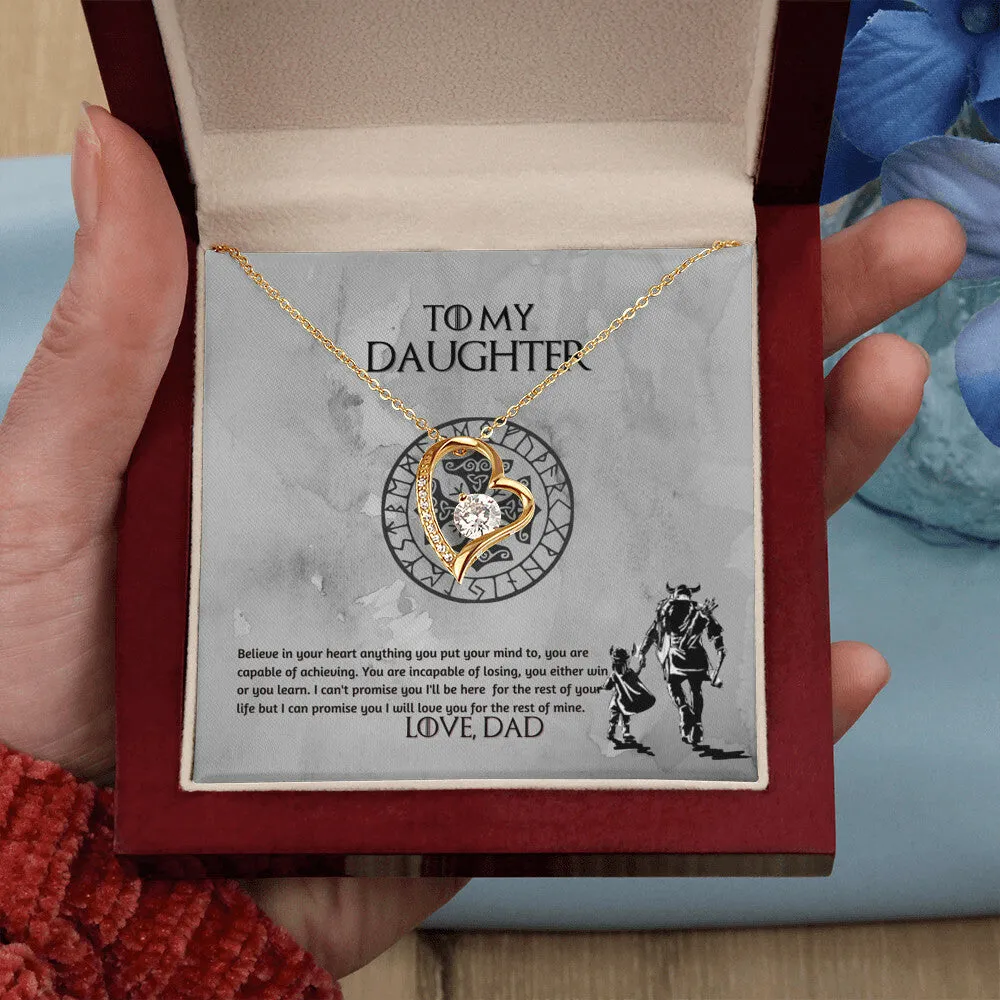 TO MY
DAUGHTER
Believe in your heart anything you put your mind to, you are
capable of achieving. You are incapable of losing, you either win
or you learn. I can't promise you I'll be here  for the rest of your
life but I can promise you I will love you for the rest of mine.
LOVE, DAD